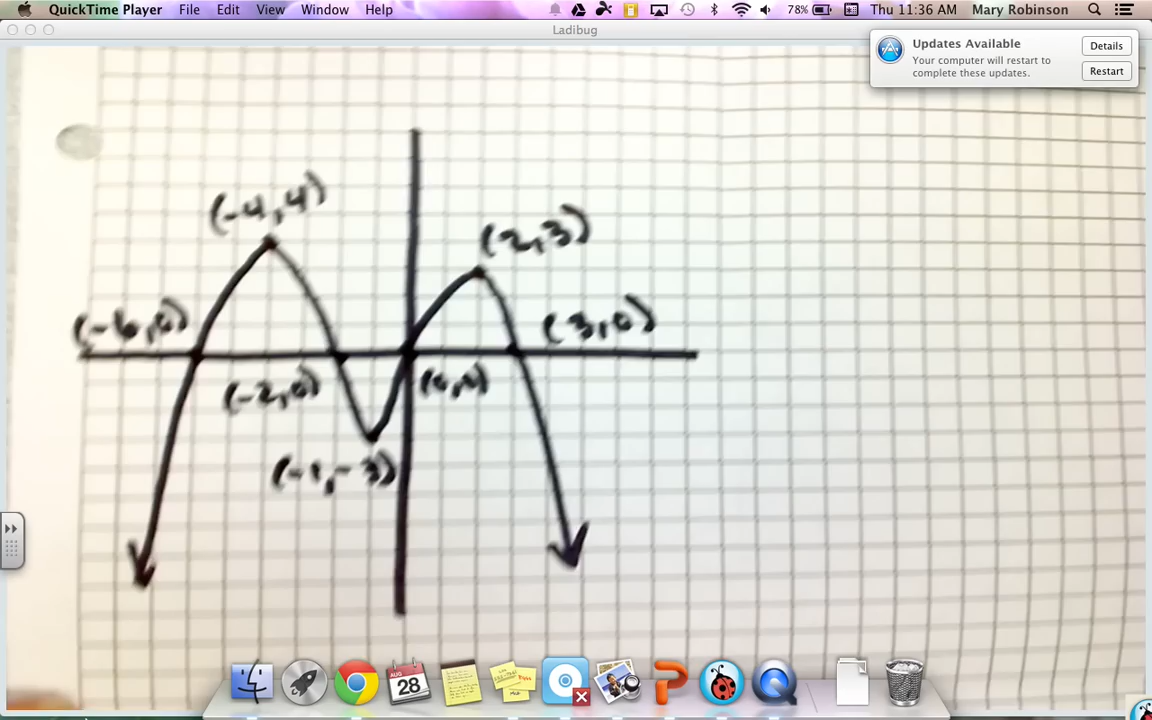 QuickTime Player File Edit View Window Help 78% Thu 11:36 AM Mary Robinson
Ladibug
Updates Available
Your computer will restart to
complete these updates.
Details
Restart
(-4,4)
(2,3)
(-6,0)
(3,0)
(-2,0)
(0,0)
(-1,-3)
AUG
28